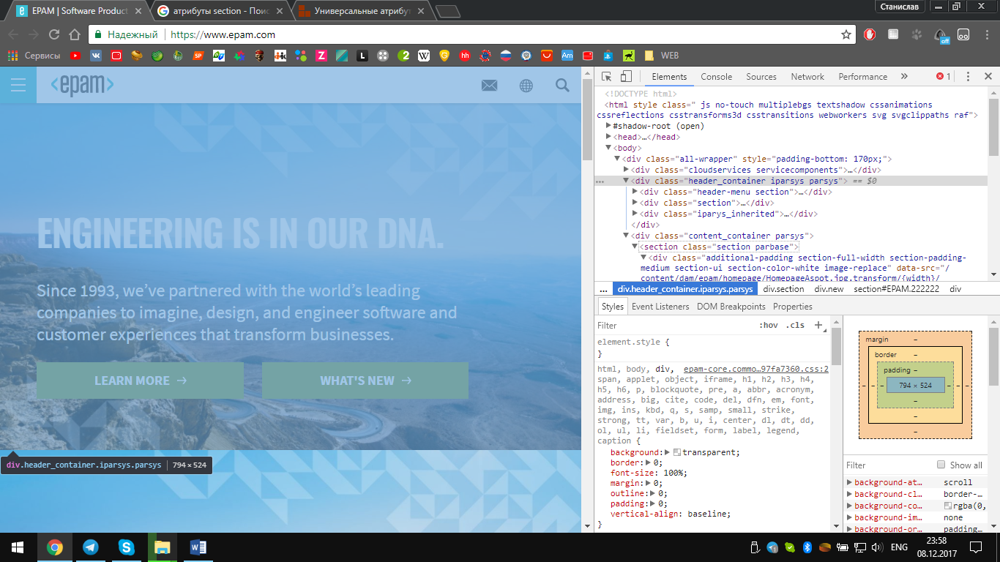 EPAM | Software Product
атрибуты section - Поис
Универсальные атрибут
Станислав
Надежный
https://www.epam.com
off
Сервисы
SP
Z
L
2
W
G
hh
Am
WEB
<epam>
ENGINEERING IS IN OUR DNA.
Since 1993, we’ve partnered with the world’s leading
companies to imagine, design, and engineer software and
customer experiences that transform businesses.
LEARN MORE →
WHAT'S NEW →
div.header_container.iparsys.parsys | 794 × 524
Elements Console Sources Network Performance » 1
<!DOCTYPE html>
<html style class=" js no-touch multiplebgs textshadow cssanimations
cssreflections csstransforms3d csstransitions webworkers svg svgclippaths raf">
#shadow-root (open)
<head>…</head>
<body>
<div class="all-wrapper" style="padding-bottom: 170px;">
<div class="cloudservices servicecomponents">…</div>
... <div class="header_container iparsys parsys"> == $0
<div class="header-menu section">…</div>
<div class="section">…</div>
<div class="iparys_inherited">…</div>
</div>
<div class="content_container parsys">
<section class="section parbase">
<div class="additional-padding section-full-width section-padding-
medium section-ui section-color-white image-replace" data-src="/
content/dam/epam/homepage/HomepageAspot.jpg.transform/{width}/
... div.header_container.iparsys.parsys div.section div.new section#EPAM.222222 div
Styles Event Listeners DOM Breakpoints Properties
Filter :hov .cls +
element.style {
}
html, body, div, epam-core.commo…97fa7360.css:2
span, applet, object, iframe, h1, h2, h3, h4,
h5, h6, p, blockquote, pre, a, abbr, acronym,
address, big, cite, code, del, dfn, em, font,
img, ins, kbd, q, s, samp, small, strike,
strong, tt, var, b, u, i, center, dl, dt, dd,
ol, ul, li, fieldset, form, label, legend,
caption {
background: transparent;
border: 0;
font-size: 100%;
margin: 0;
outline: 0;
padding: 0;
vertical-align: baseline;
}
margin –
border –
padding –
– – – 794 × 524 – – –
–
–
–
Filter Show all
background-at… scroll
background-cl… border-…
background-co… rgba(0,
background-im… none
background-or… padding…
ENG
23:58
08.12.2017